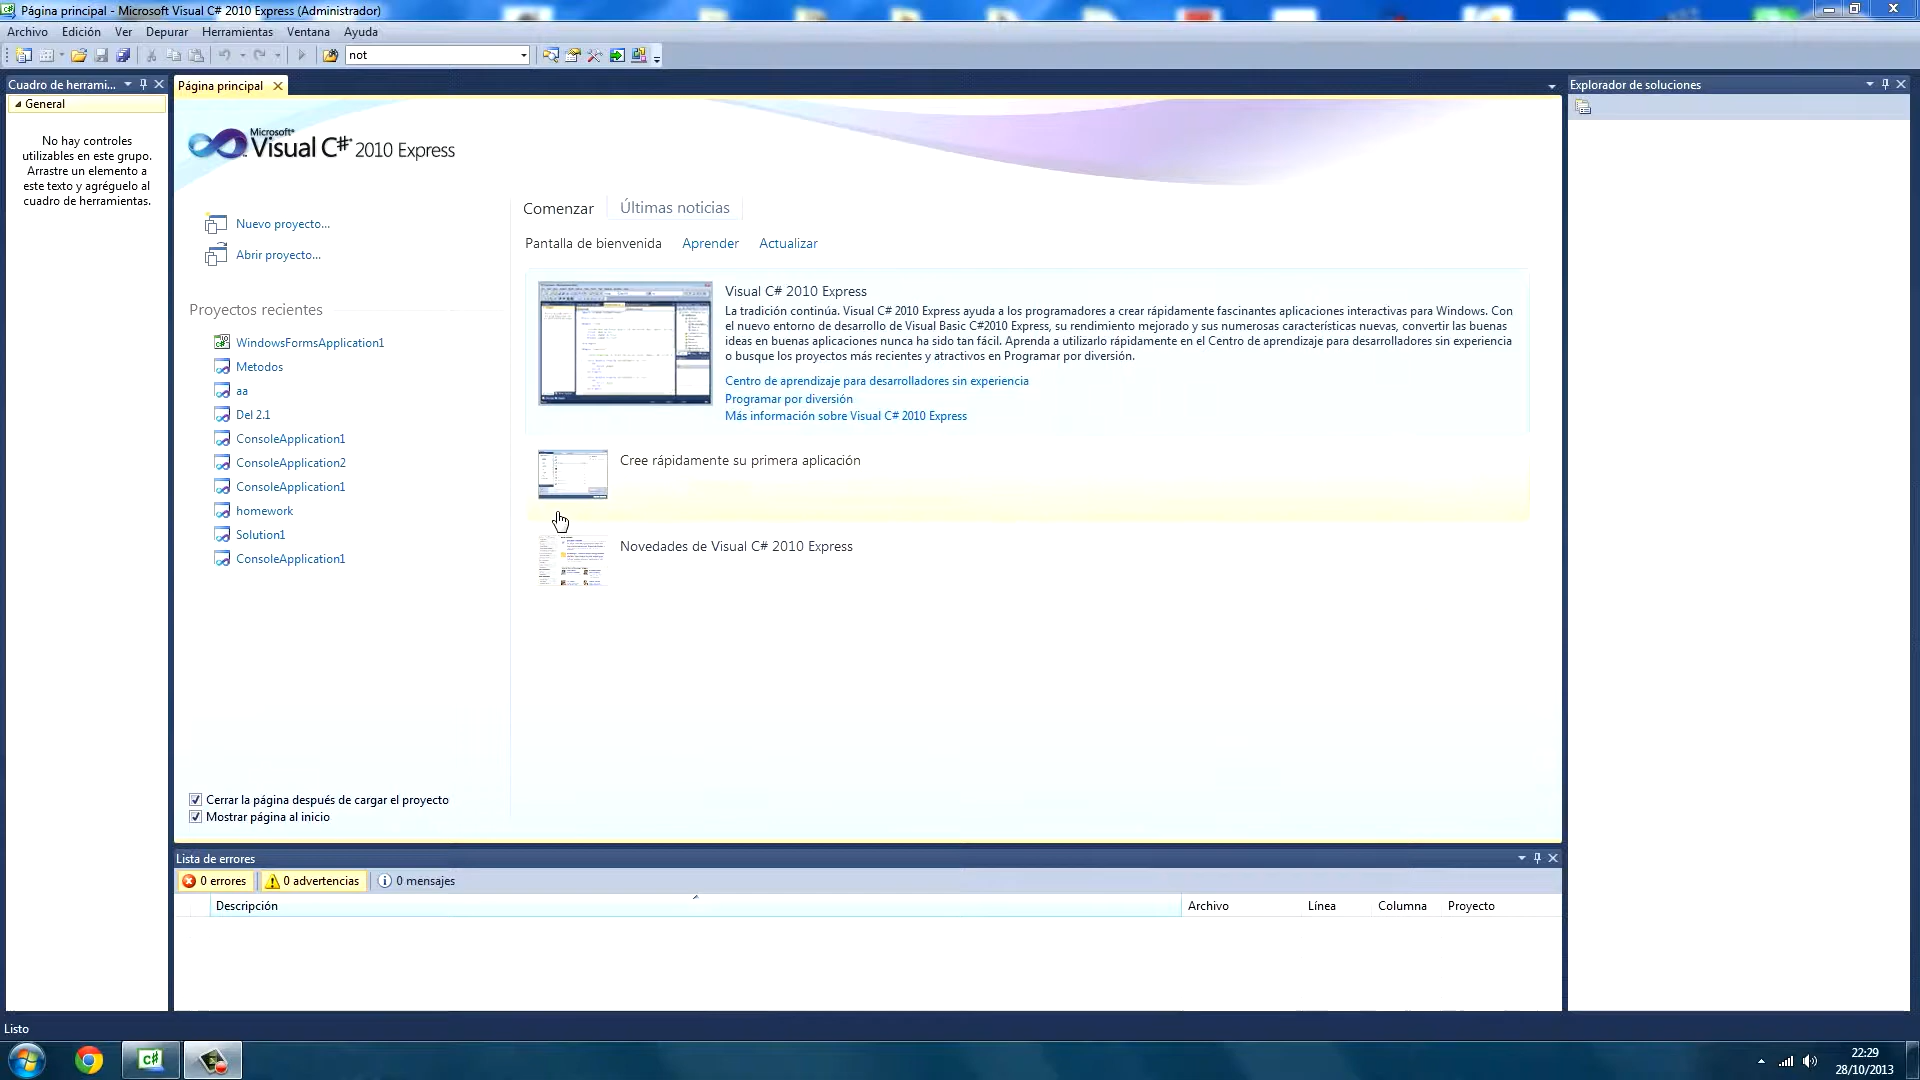 Página principal - Microsoft Visual C# 2010 Express (Administrador)
Archivo Edición Ver Depurar Herramientas Ventana Ayuda
not
Cuadro de herrami...
General
No hay controles
utilizables en este grupo.
Arrastre un elemento a
este texto y agréguelo al
cuadro de herramientas.
Página principal
Microsoft®
Visual C#® 2010 Express
Nuevo proyecto...
Abrir proyecto...
Proyectos recientes
WindowsFormsApplication1
Metodos
aa
Del 2.1
ConsoleApplication1
ConsoleApplication2
ConsoleApplication1
homework
Solution1
ConsoleApplication1
Cerrar la página después de cargar el proyecto
Mostrar página al inicio
Comenzar Últimas noticias
Pantalla de bienvenida Aprender Actualizar
Visual C# 2010 Express
La tradición continúa. Visual C# 2010 Express ayuda a los programadores a crear rápidamente fascinantes aplicaciones interactivas para Windows. Con
el nuevo entorno de desarrollo de Visual Basic C#2010 Express, su rendimiento mejorado y sus numerosas características nuevas, convertir las buenas
ideas en buenas aplicaciones nunca ha sido tan fácil. Aprenda a utilizarlo rápidamente en el Centro de aprendizaje para desarrolladores sin experiencia
o busque los proyectos más recientes y atractivos en Programar por diversión.
Centro de aprendizaje para desarrolladores sin experiencia
Programar por diversión
Más información sobre Visual C# 2010 Express
Cree rápidamente su primera aplicación
Novedades de Visual C# 2010 Express
Explorador de soluciones
Lista de errores
0 errores 0 advertencias 0 mensajes
Descripción Archivo Línea Columna Proyecto
Listo
C#
22:29
28/10/2013